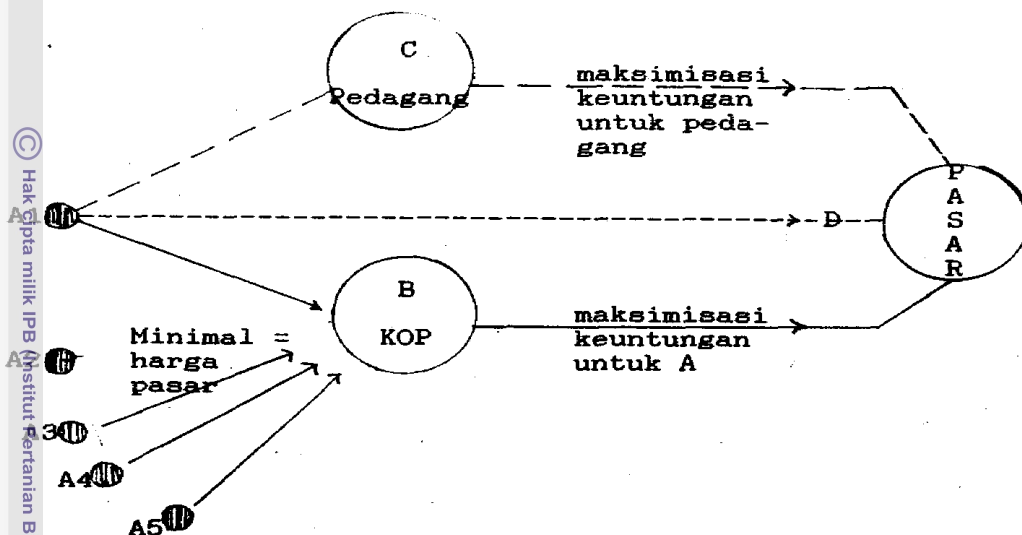 C
Pedagang
maksimisasi
keuntungan
untuk peda-
gang
P
A
S
A
R
A1
D
B
KOP
maksimisasi
keuntungan
untuk A
Minimal =
harga
pasar
A2
A3
A4
A5
© Hak cipta milik IPB (Institut Pertanian B